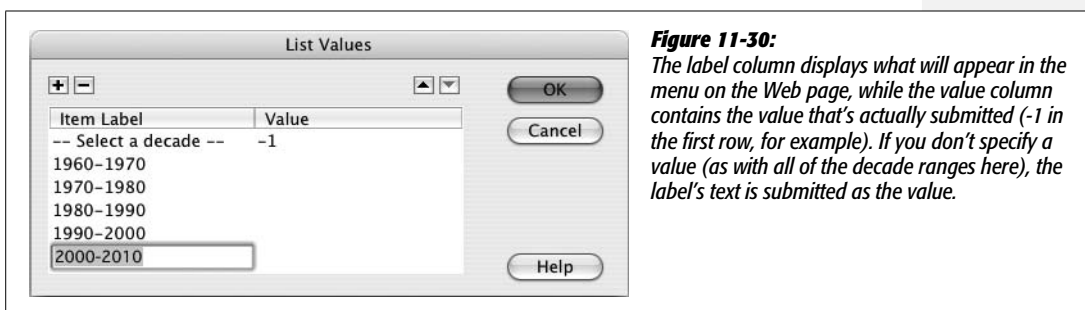 List Values
+ −
OK
Item Label Value
Cancel
-- Select a decade -- -1
1960-1970
1970-1980
1980-1990
1990-2000
2000-2010
Help
Figure 11-30:
The label column displays what will appear in the
menu on the Web page, while the value column
contains the value that's actually submitted (-1 in
the first row, for example). If you don't specify a
value (as with all of the decade ranges here), the
label's text is submitted as the value.